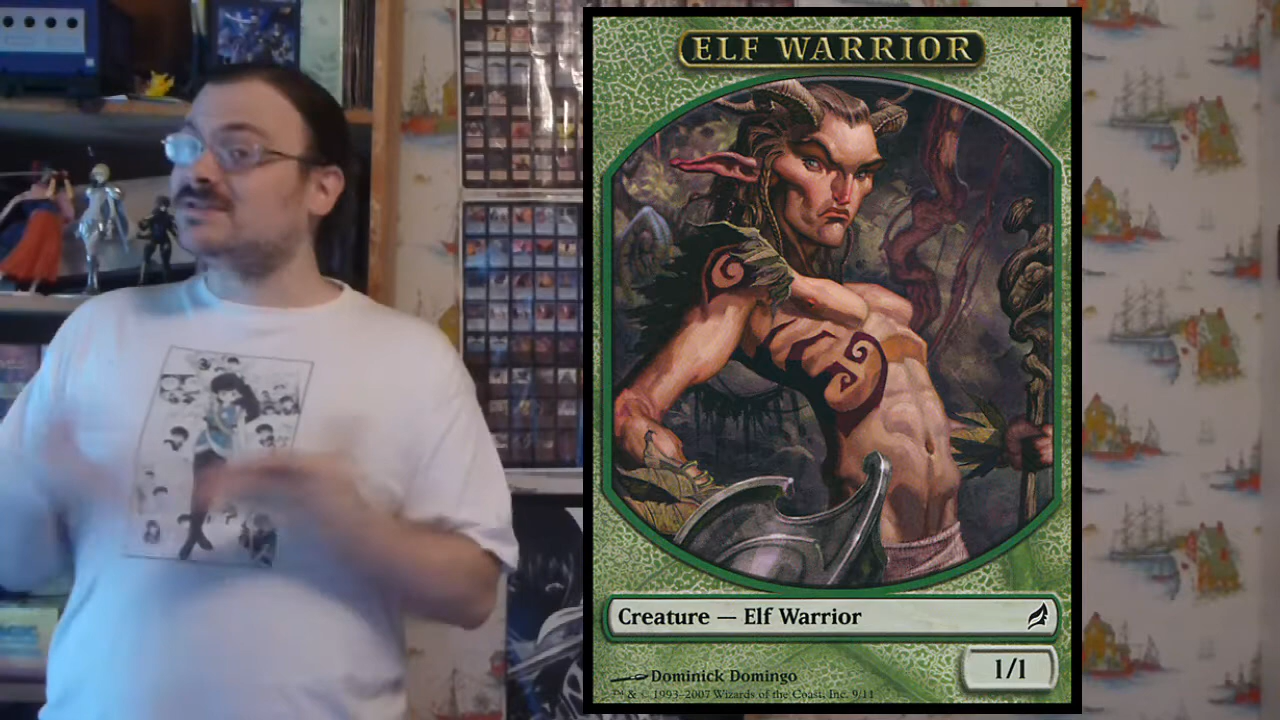 ELF WARRIOR
Creature — Elf Warrior
1/1
Dominick Domingo
™ & © 1993–2007 Wizards of the Coast, Inc. 9/11